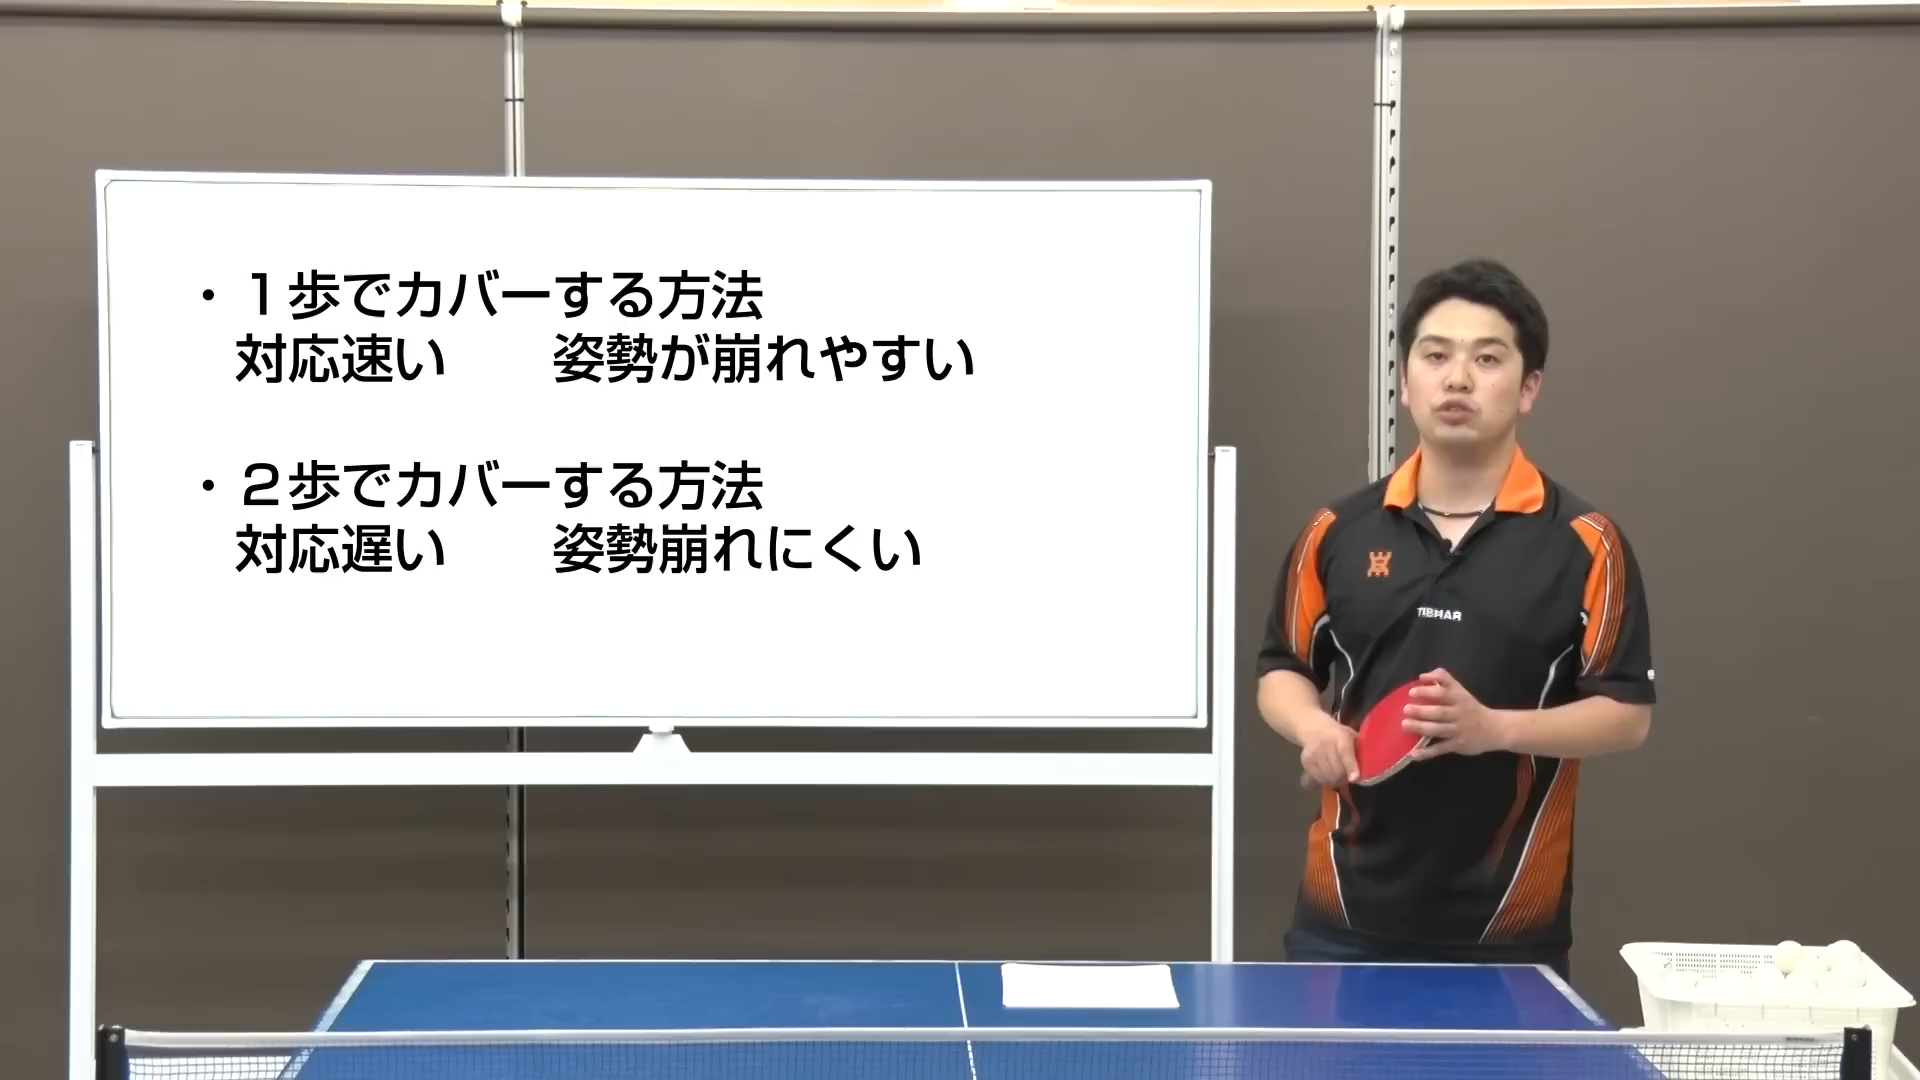 ・１歩でカバーする方法
対応速い　　姿勢が崩れやすい
・２歩でカバーする方法
対応遅い　　姿勢崩れにくい
TIBHAR